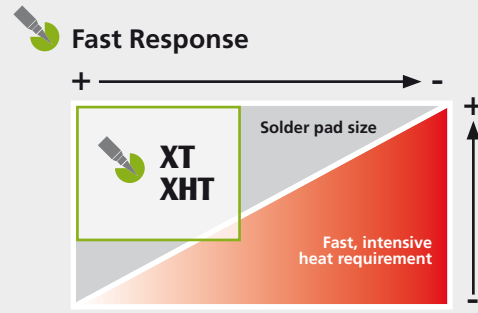 Fast Response
+ -
Solder pad size
+
XT
XHT
Fast, intensive
heat requirement
-